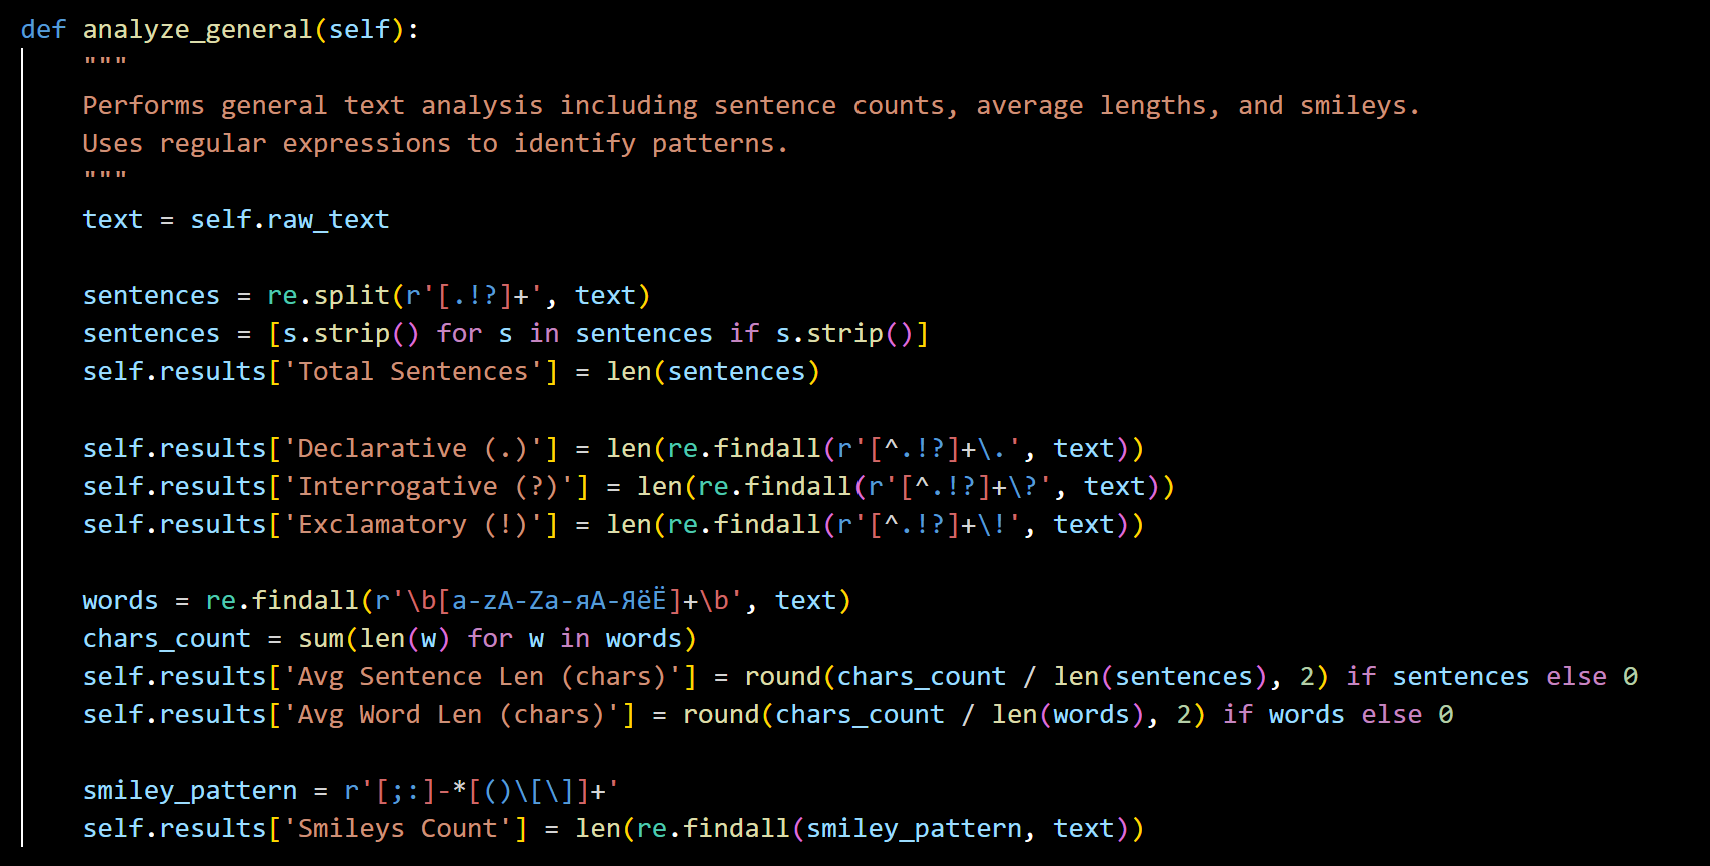 def analyze_general(self):
    """
    Performs general text analysis including sentence counts, average lengths, and smileys.
    Uses regular expressions to identify patterns.
    """
    text = self.raw_text

    sentences = re.split(r'[.!?]+', text)
    sentences = [s.strip() for s in sentences if s.strip()]
    self.results['Total Sentences'] = len(sentences)

    self.results['Declarative (.)'] = len(re.findall(r'[^.!?]+\.', text))
    self.results['Interrogative (?)'] = len(re.findall(r'[^.!?]+\?', text))
    self.results['Exclamatory (!)'] = len(re.findall(r'[^.!?]+\!', text))

    words = re.findall(r'\b[a-zA-Zа-яА-ЯёЁ]+\b', text)
    chars_count = sum(len(w) for w in words)
    self.results['Avg Sentence Len (chars)'] = round(chars_count / len(sentences), 2) if sentences else 0
    self.results['Avg Word Len (chars)'] = round(chars_count / len(words), 2) if words else 0

    smiley_pattern = r'[;:]-*[()\[\]]+'
    self.results['Smileys Count'] = len(re.findall(smiley_pattern, text))